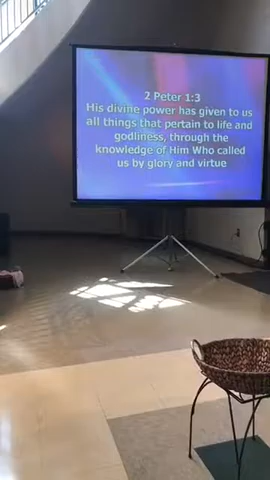 2 Peter 1:3
His divine power has given to us
all things that pertain to life and
godliness, through the
knowledge of Him Who called
us by glory and virtue